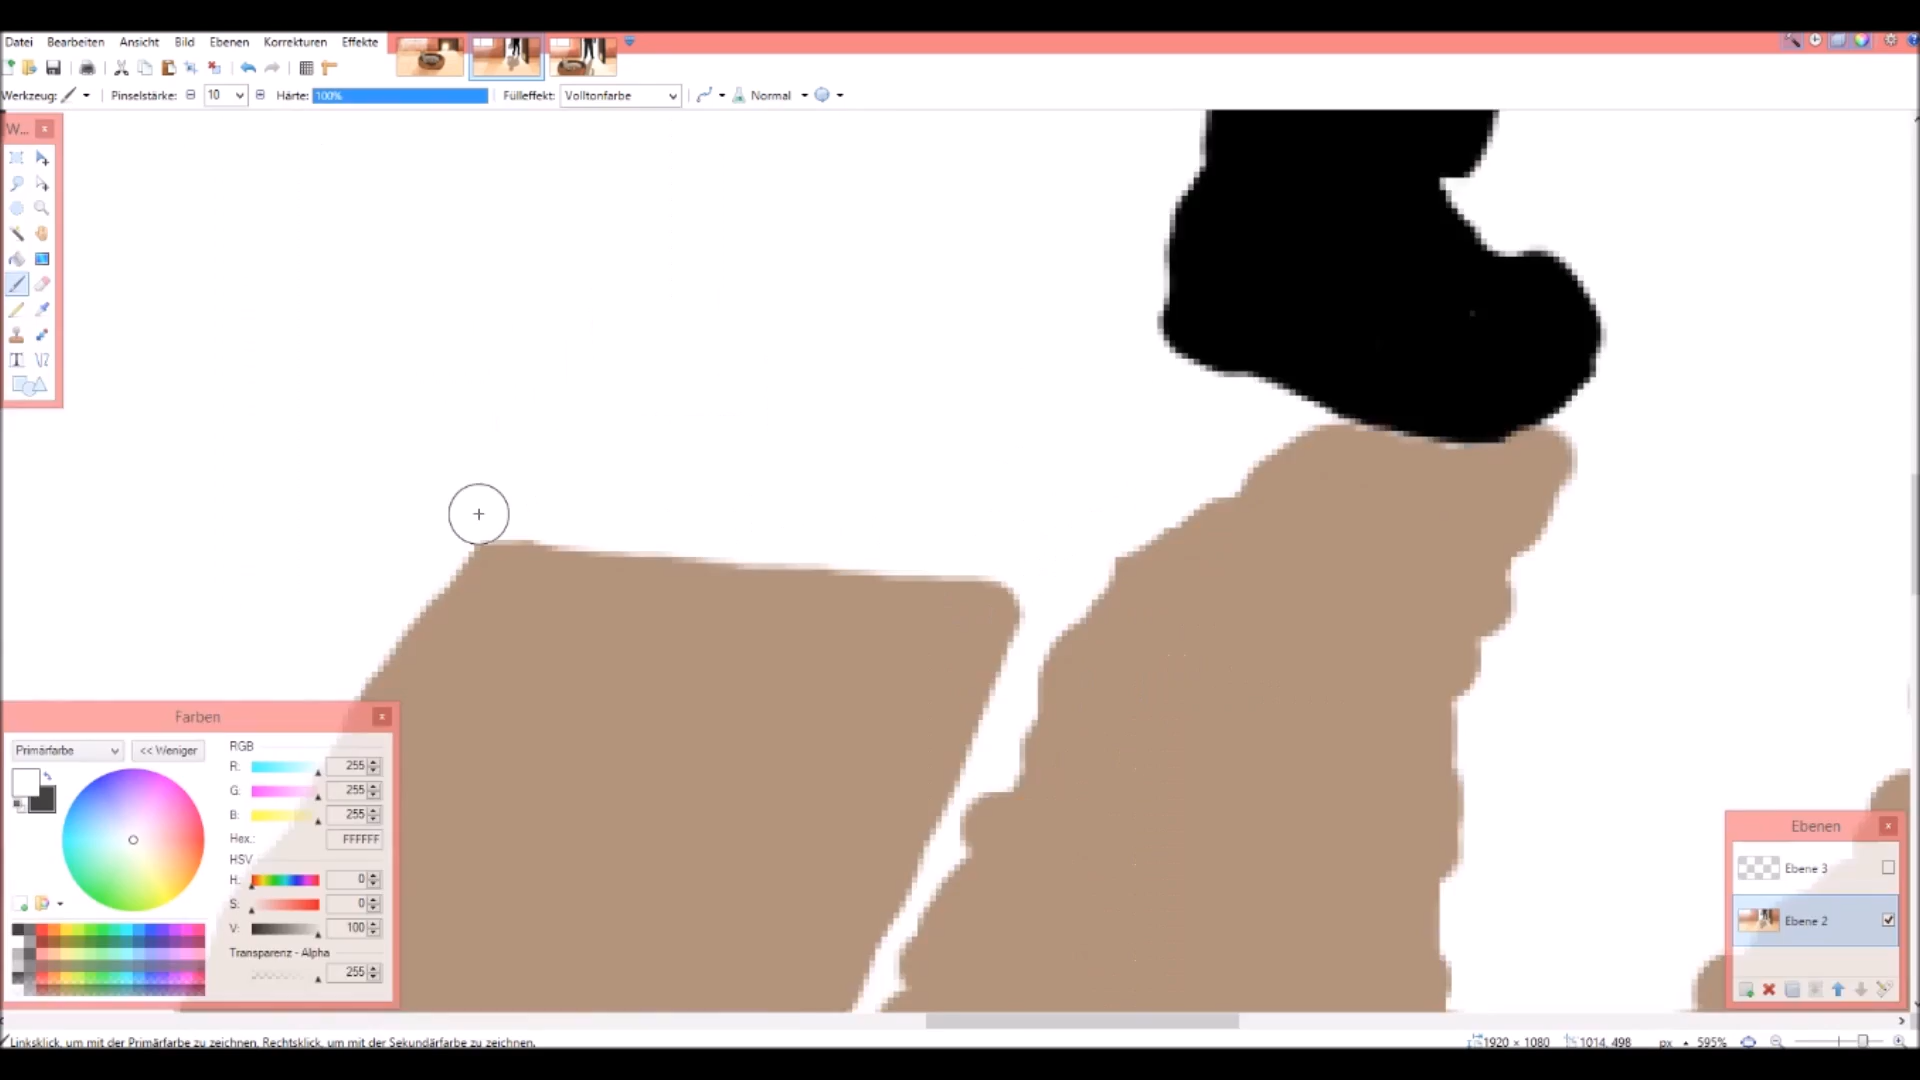 Datei Bearbeiten Ansicht Bild Ebenen Korrekturen Effekte
Werkzeug: Pinselstärke: 10 Härte: 100% Fülleffekt: Volltonfarbe Normal
W...
Farben
Primärfarbe << Weniger RGB
R: 255
G: 255
B: 255
Hex.: FFFFFF
HSV
H: 0
S: 0
V: 100
Transparenz - Alpha
255
Ebenen
Ebene 3
Ebene 2
Linksklick, um mit der Primärfarbe zu zeichnen, Rechtsklick, um mit der Sekundärfarbe zu zeichnen.
1920 × 1080 1014, 498 px 595%